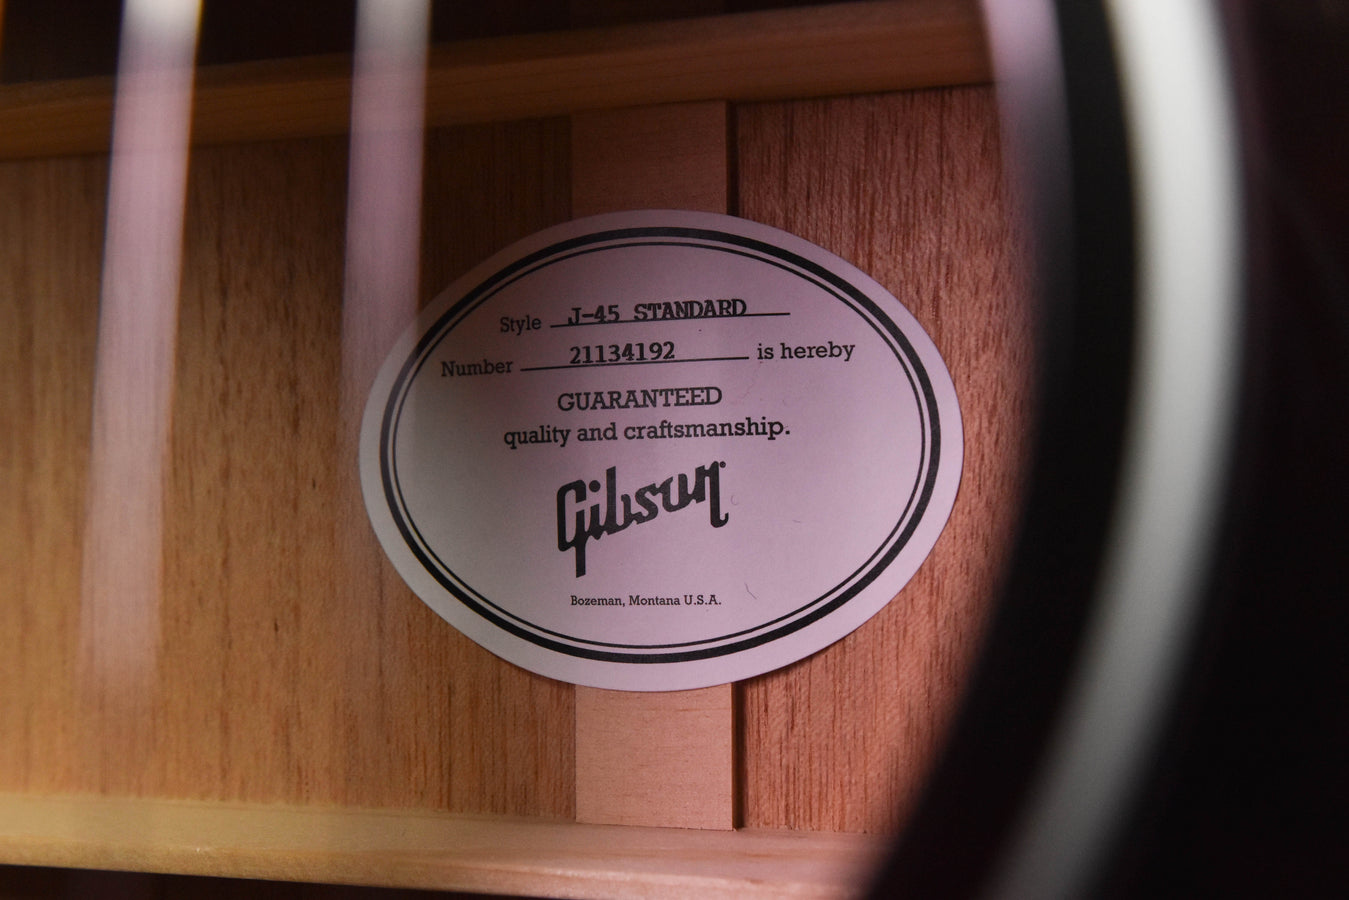 Style J-45 STANDARD
Number 21134192 is hereby
GUARANTEED
quality and craftsmanship.
Gibson
Bozeman, Montana U.S.A.